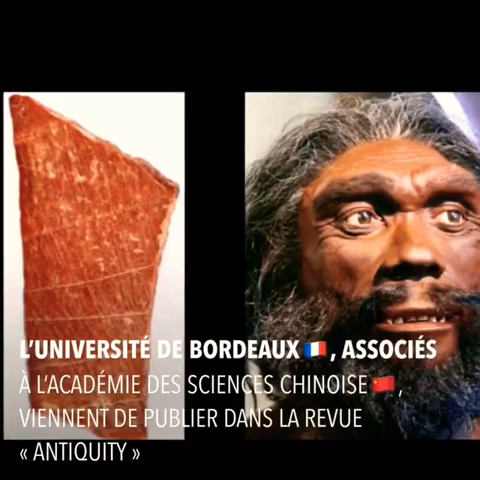 L'UNIVERSITÉ DE BORDEAUX 🇫🇷, ASSOCIÉS
À L'ACADÉMIE DES SCIENCES CHINOISE 🇨🇳,
VIENNENT DE PUBLIER DANS LA REVUE
« ANTIQUITY »